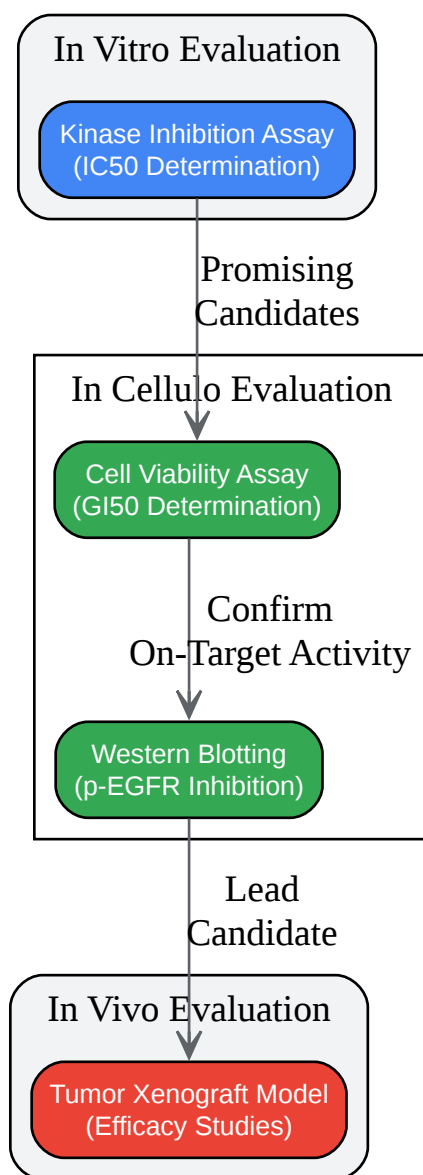 In Vitro Evaluation
Kinase Inhibition Assay
(IC50 Determination)
Promising
Candidates
In Cellulo Evaluation
Cell Viability Assay
(GI50 Determination)
Confirm
On-Target Activity
Western Blotting
(p-EGFR Inhibition)
Lead
Candidate
In Vivo Evaluation
Tumor Xenograft Model
(Efficacy Studies)